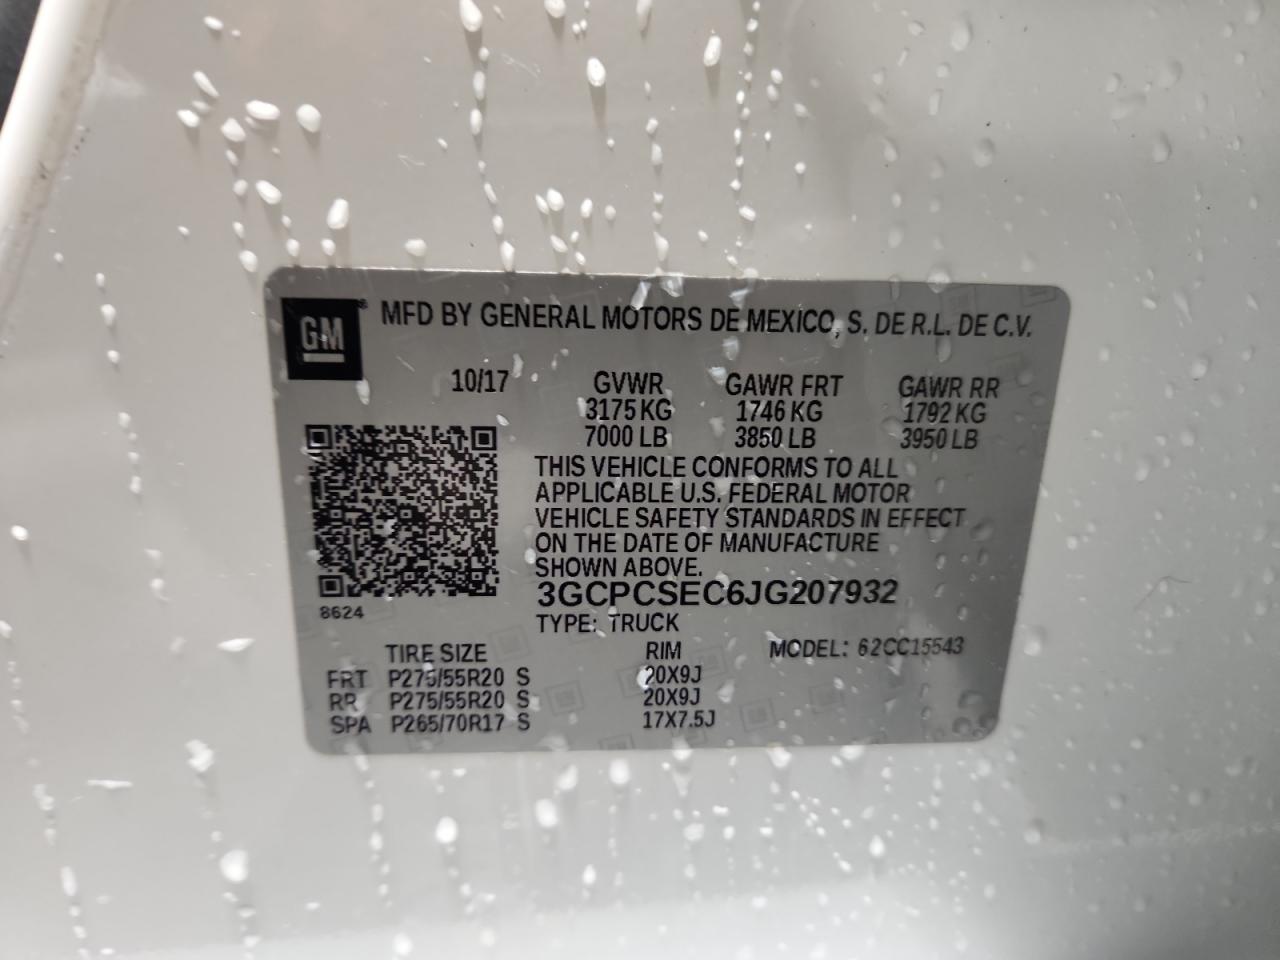 GM ® MFD BY GENERAL MOTORS DE MEXICO, S. DE R.L. DE C.V.
10/17 GVWR GAWR FRT GAWR RR
3175 KG 1746 KG 1792 KG
7000 LB 3850 LB 3950 LB
THIS VEHICLE CONFORMS TO ALL
APPLICABLE U.S. FEDERAL MOTOR
VEHICLE SAFETY STANDARDS IN EFFECT
ON THE DATE OF MANUFACTURE
SHOWN ABOVE.
3GCPCSEC6JG207932
8624
TYPE: TRUCK
TIRE SIZE RIM MODEL: 62CC15543
FRT P275/55R20 S 20X9J
RR P275/55R20 S 20X9J
SPA P265/70R17 S 17X7.5J